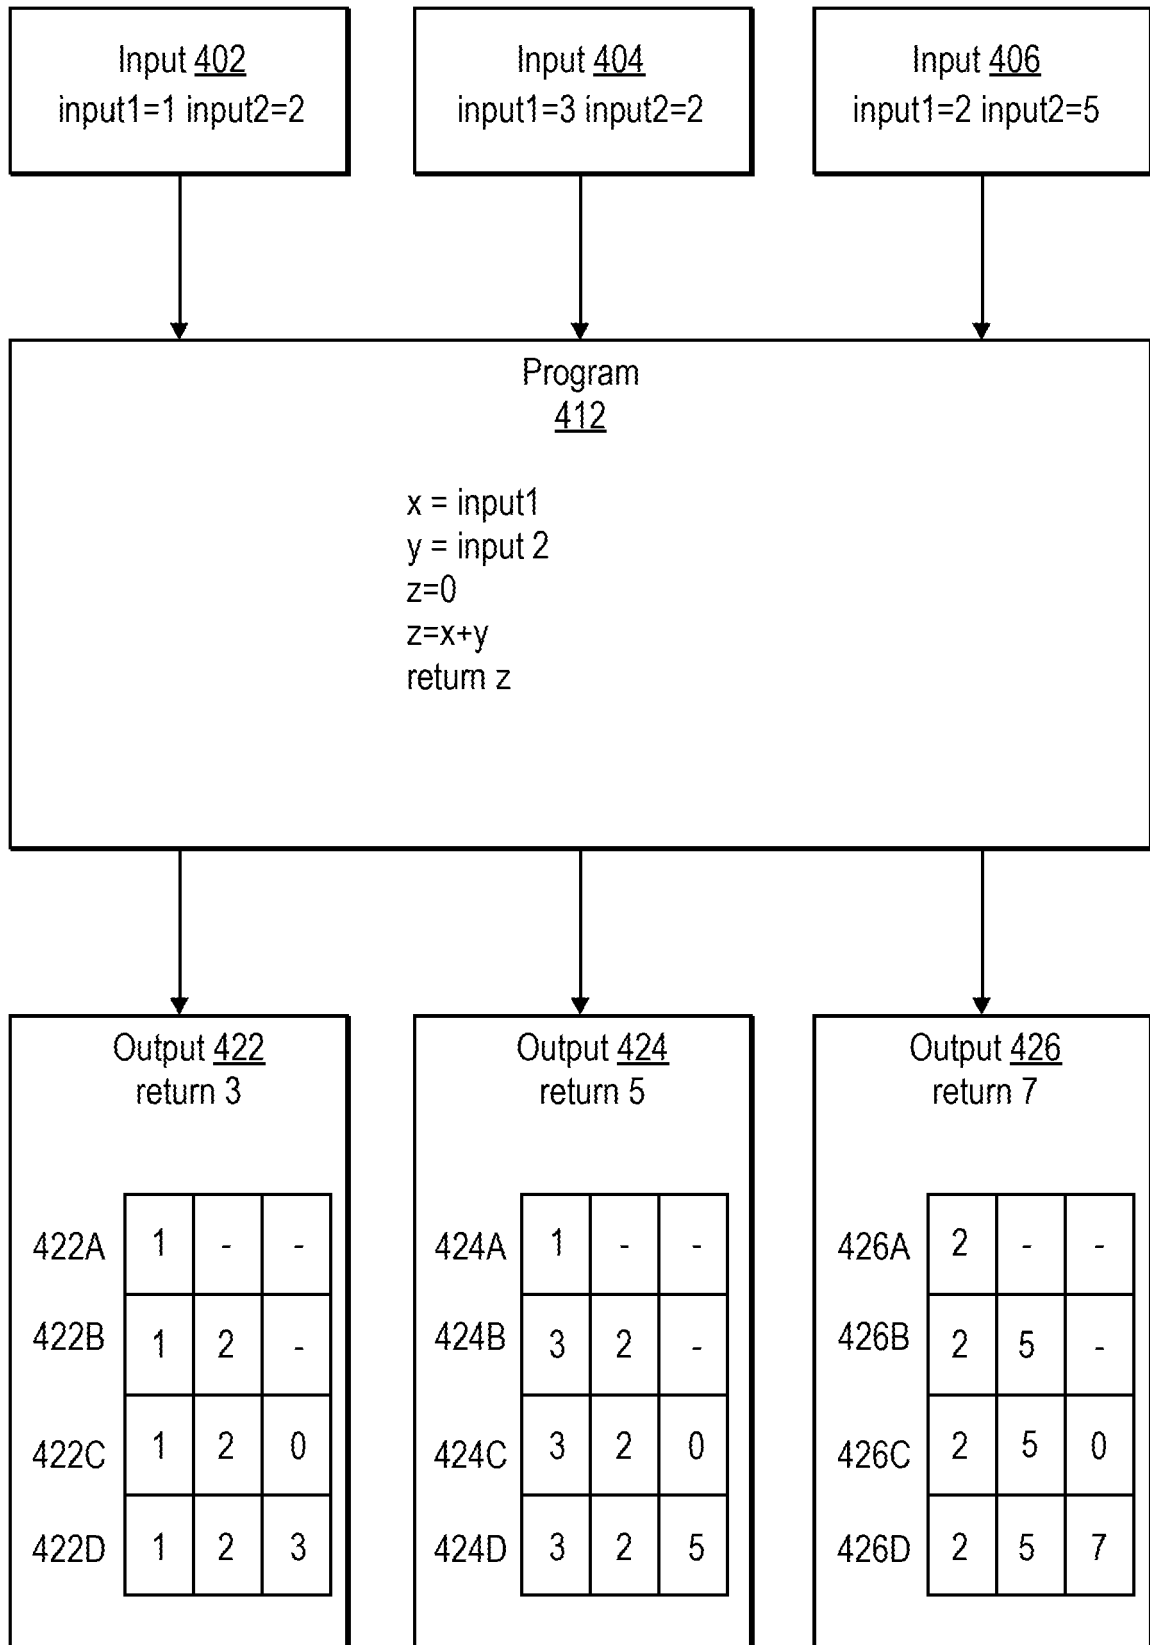 Input 402
input1=1 input2=2
Input 404
input1=3 input2=2
Input 406
input1=2 input2=5
Program
412
x = input1
y = input 2
z=0
z=x+y
return z
Output 422
return 3
422A 1 - -
422B 1 2 -
422C 1 2 0
422D 1 2 3
Output 424
return 5
424A 1 - -
424B 3 2 -
424C 3 2 0
424D 3 2 5
Output 426
return 7
426A 2 - -
426B 2 5 -
426C 2 5 0
426D 2 5 7